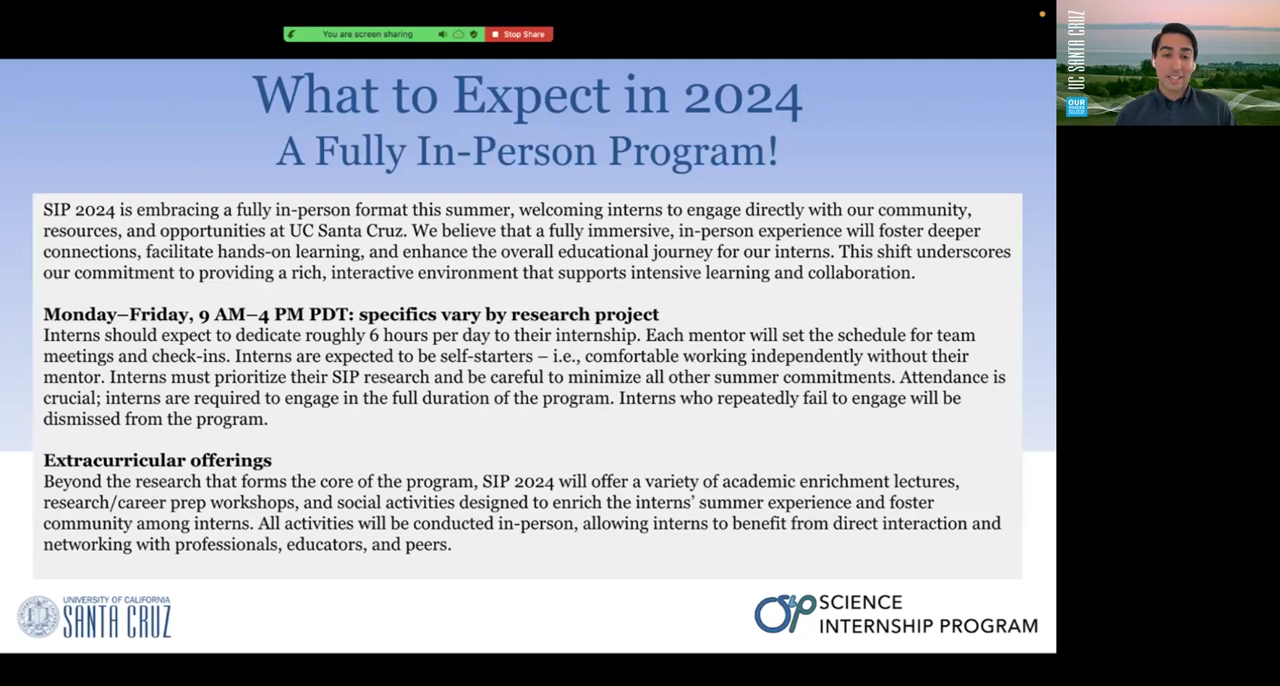 You are screen sharing
Stop Share
What to Expect in 2024
A Fully In-Person Program!
SIP 2024 is embracing a fully in-person format this summer, welcoming interns to engage directly with our community,
resources, and opportunities at UC Santa Cruz. We believe that a fully immersive, in-person experience will foster deeper
connections, facilitate hands-on learning, and enhance the overall educational journey for our interns. This shift underscores
our commitment to providing a rich, interactive environment that supports intensive learning and collaboration.
Monday–Friday, 9 AM–4 PM PDT: specifics vary by research project
Interns should expect to dedicate roughly 6 hours per day to their internship. Each mentor will set the schedule for team
meetings and check-ins. Interns are expected to be self-starters – i.e., comfortable working independently without their
mentor. Interns must prioritize their SIP research and be careful to minimize all other summer commitments. Attendance is
crucial; interns are required to engage in the full duration of the program. Interns who repeatedly fail to engage will be
dismissed from the program.
Extracurricular offerings
Beyond the research that forms the core of the program, SIP 2024 will offer a variety of academic enrichment lectures,
research/career prep workshops, and social activities designed to enrich the interns’ summer experience and foster
community among interns. All activities will be conducted in-person, allowing interns to benefit from direct interaction and
networking with professionals, educators, and peers.
UNIVERSITY OF CALIFORNIA
SANTA CRUZ
SIP
SCIENCE
INTERNSHIP PROGRAM
UC SANTA CRUZ
OUR